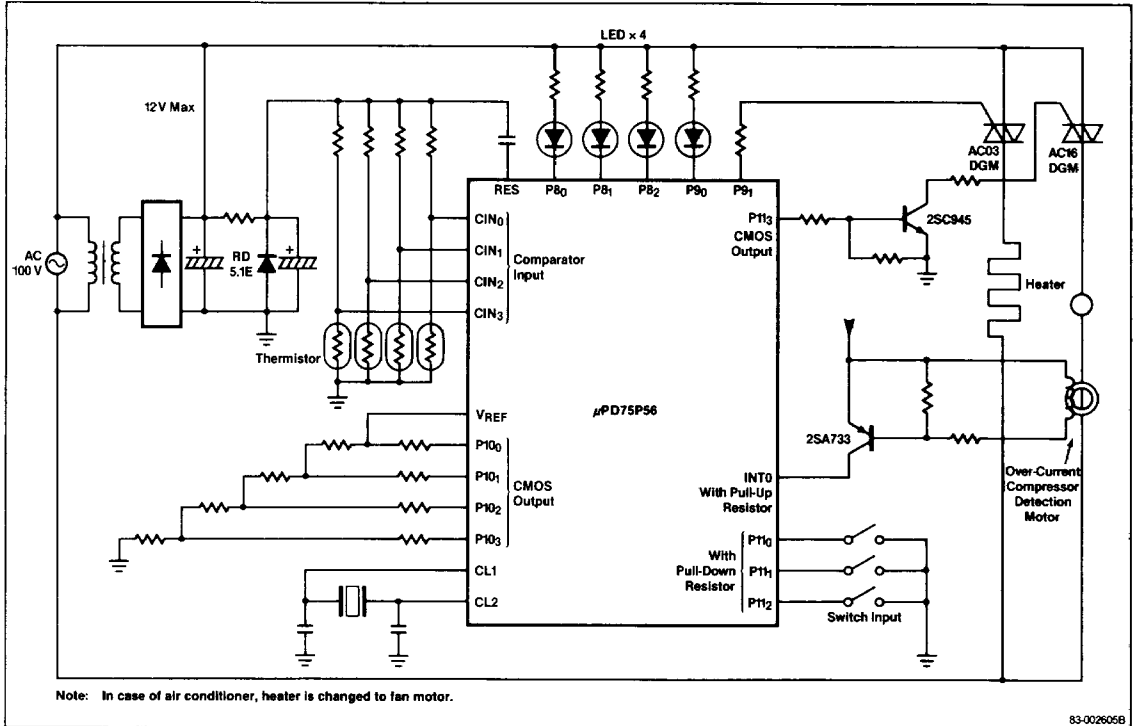 LED × 4
12V Max
AC
100 V
RD
5.1E
RES
P8₀
P8₁
P8₂
P9₀
P9₁
AC03
DGM
AC16
DGM
CIN₀
CIN₁
CIN₂
CIN₃
Comparator
Input
P11₃
CMOS
Output
2SC945
Heater
Thermistor
μPD75P56
VREF
P10₀
P10₁
P10₂
P10₃
CMOS
Output
CL1
CL2
2SA733
INT0
With Pull-Up
Resistor
Over-Current
Compressor
Detection
Motor
With
Pull-Down
Resistor
P11₀
P11₁
P11₂
Switch Input
Note: In case of air conditioner, heater is changed to fan motor.
83-002605B